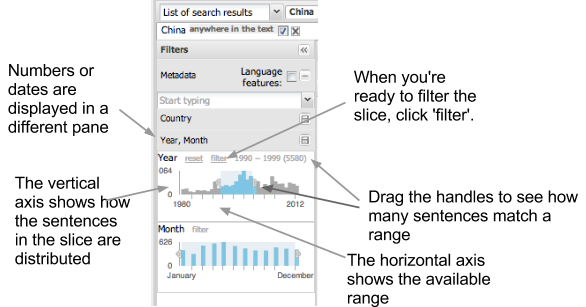 List of search results
China
China anywhere in the text
Filters
Metadata
Language
features:
Start typing
Country
Year, Month
Year reset filter 1990 – 1999 (5580)
064
0
1980
2012
Month filter
626
0
January
December
Numbers or
dates are
displayed in a
different pane
The vertical
axis shows how
the sentences
in the slice are
distributed
When you're
ready to filter the
slice, click 'filter'.
Drag the handles to see how
many sentences match a
range
The horizontal axis
shows the available
range